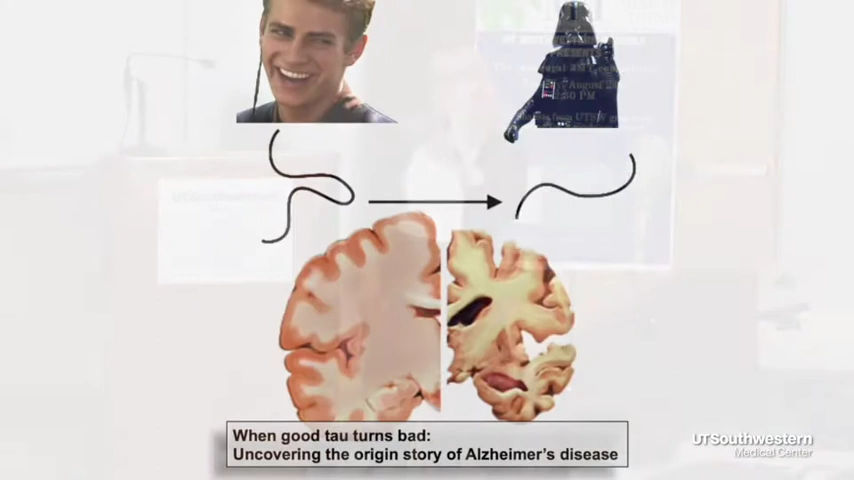 When good tau turns bad:
Uncovering the origin story of Alzheimer's disease
UTSouthwestern
Medical Center